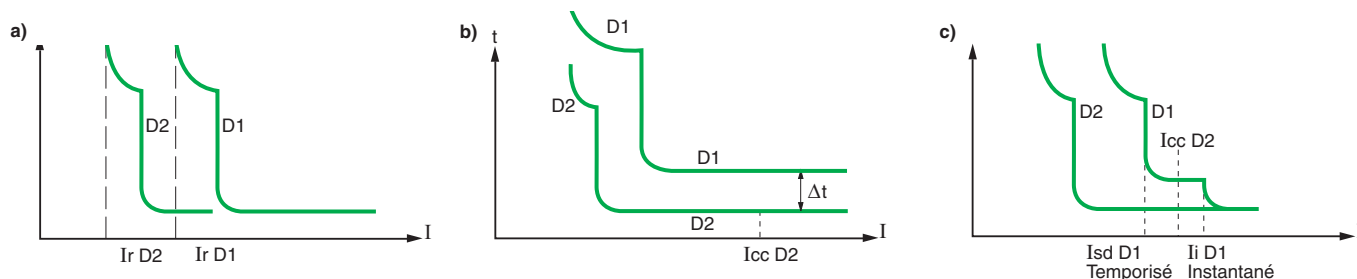 a)
D2
D1
I
Ir D2
Ir D1
b)
t
D1
D2
D1
Δt
D2
I
Icc D2
c)
D2
D1
Icc D2
Isd D1
Temporisé
Ii D1
Instantané